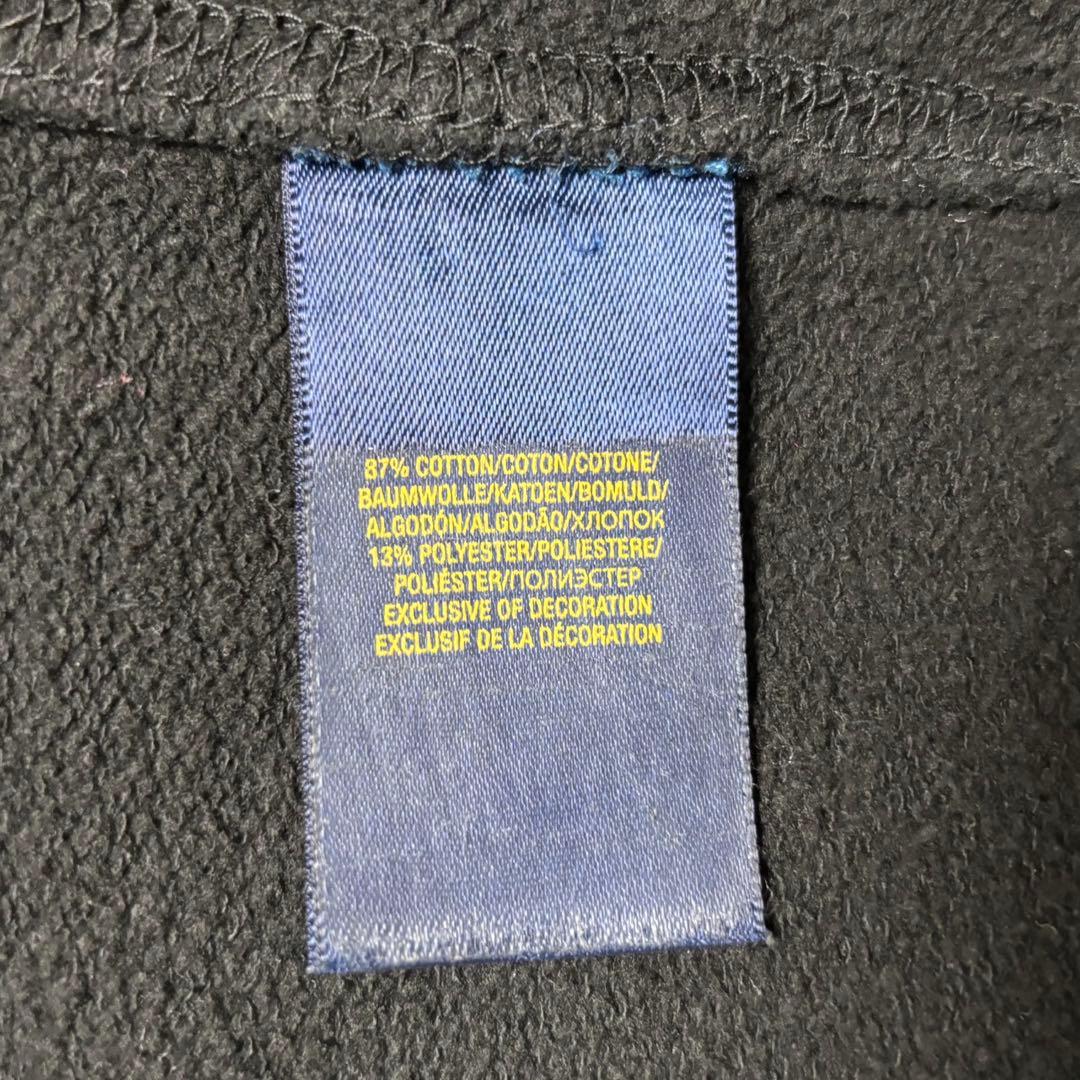 87% COTTON/COTON/COTONE/
BAUMWOLLE/KATOEN/BOMULD/
ALGODÓN/ALGODÃO/ХЛОПОК
13% POLYESTER/POLIESTERE/
POLIÉSTER/ПОЛИЭСТЕР
EXCLUSIVE OF DECORATION
EXCLUSIF DE LA DÉCORATION